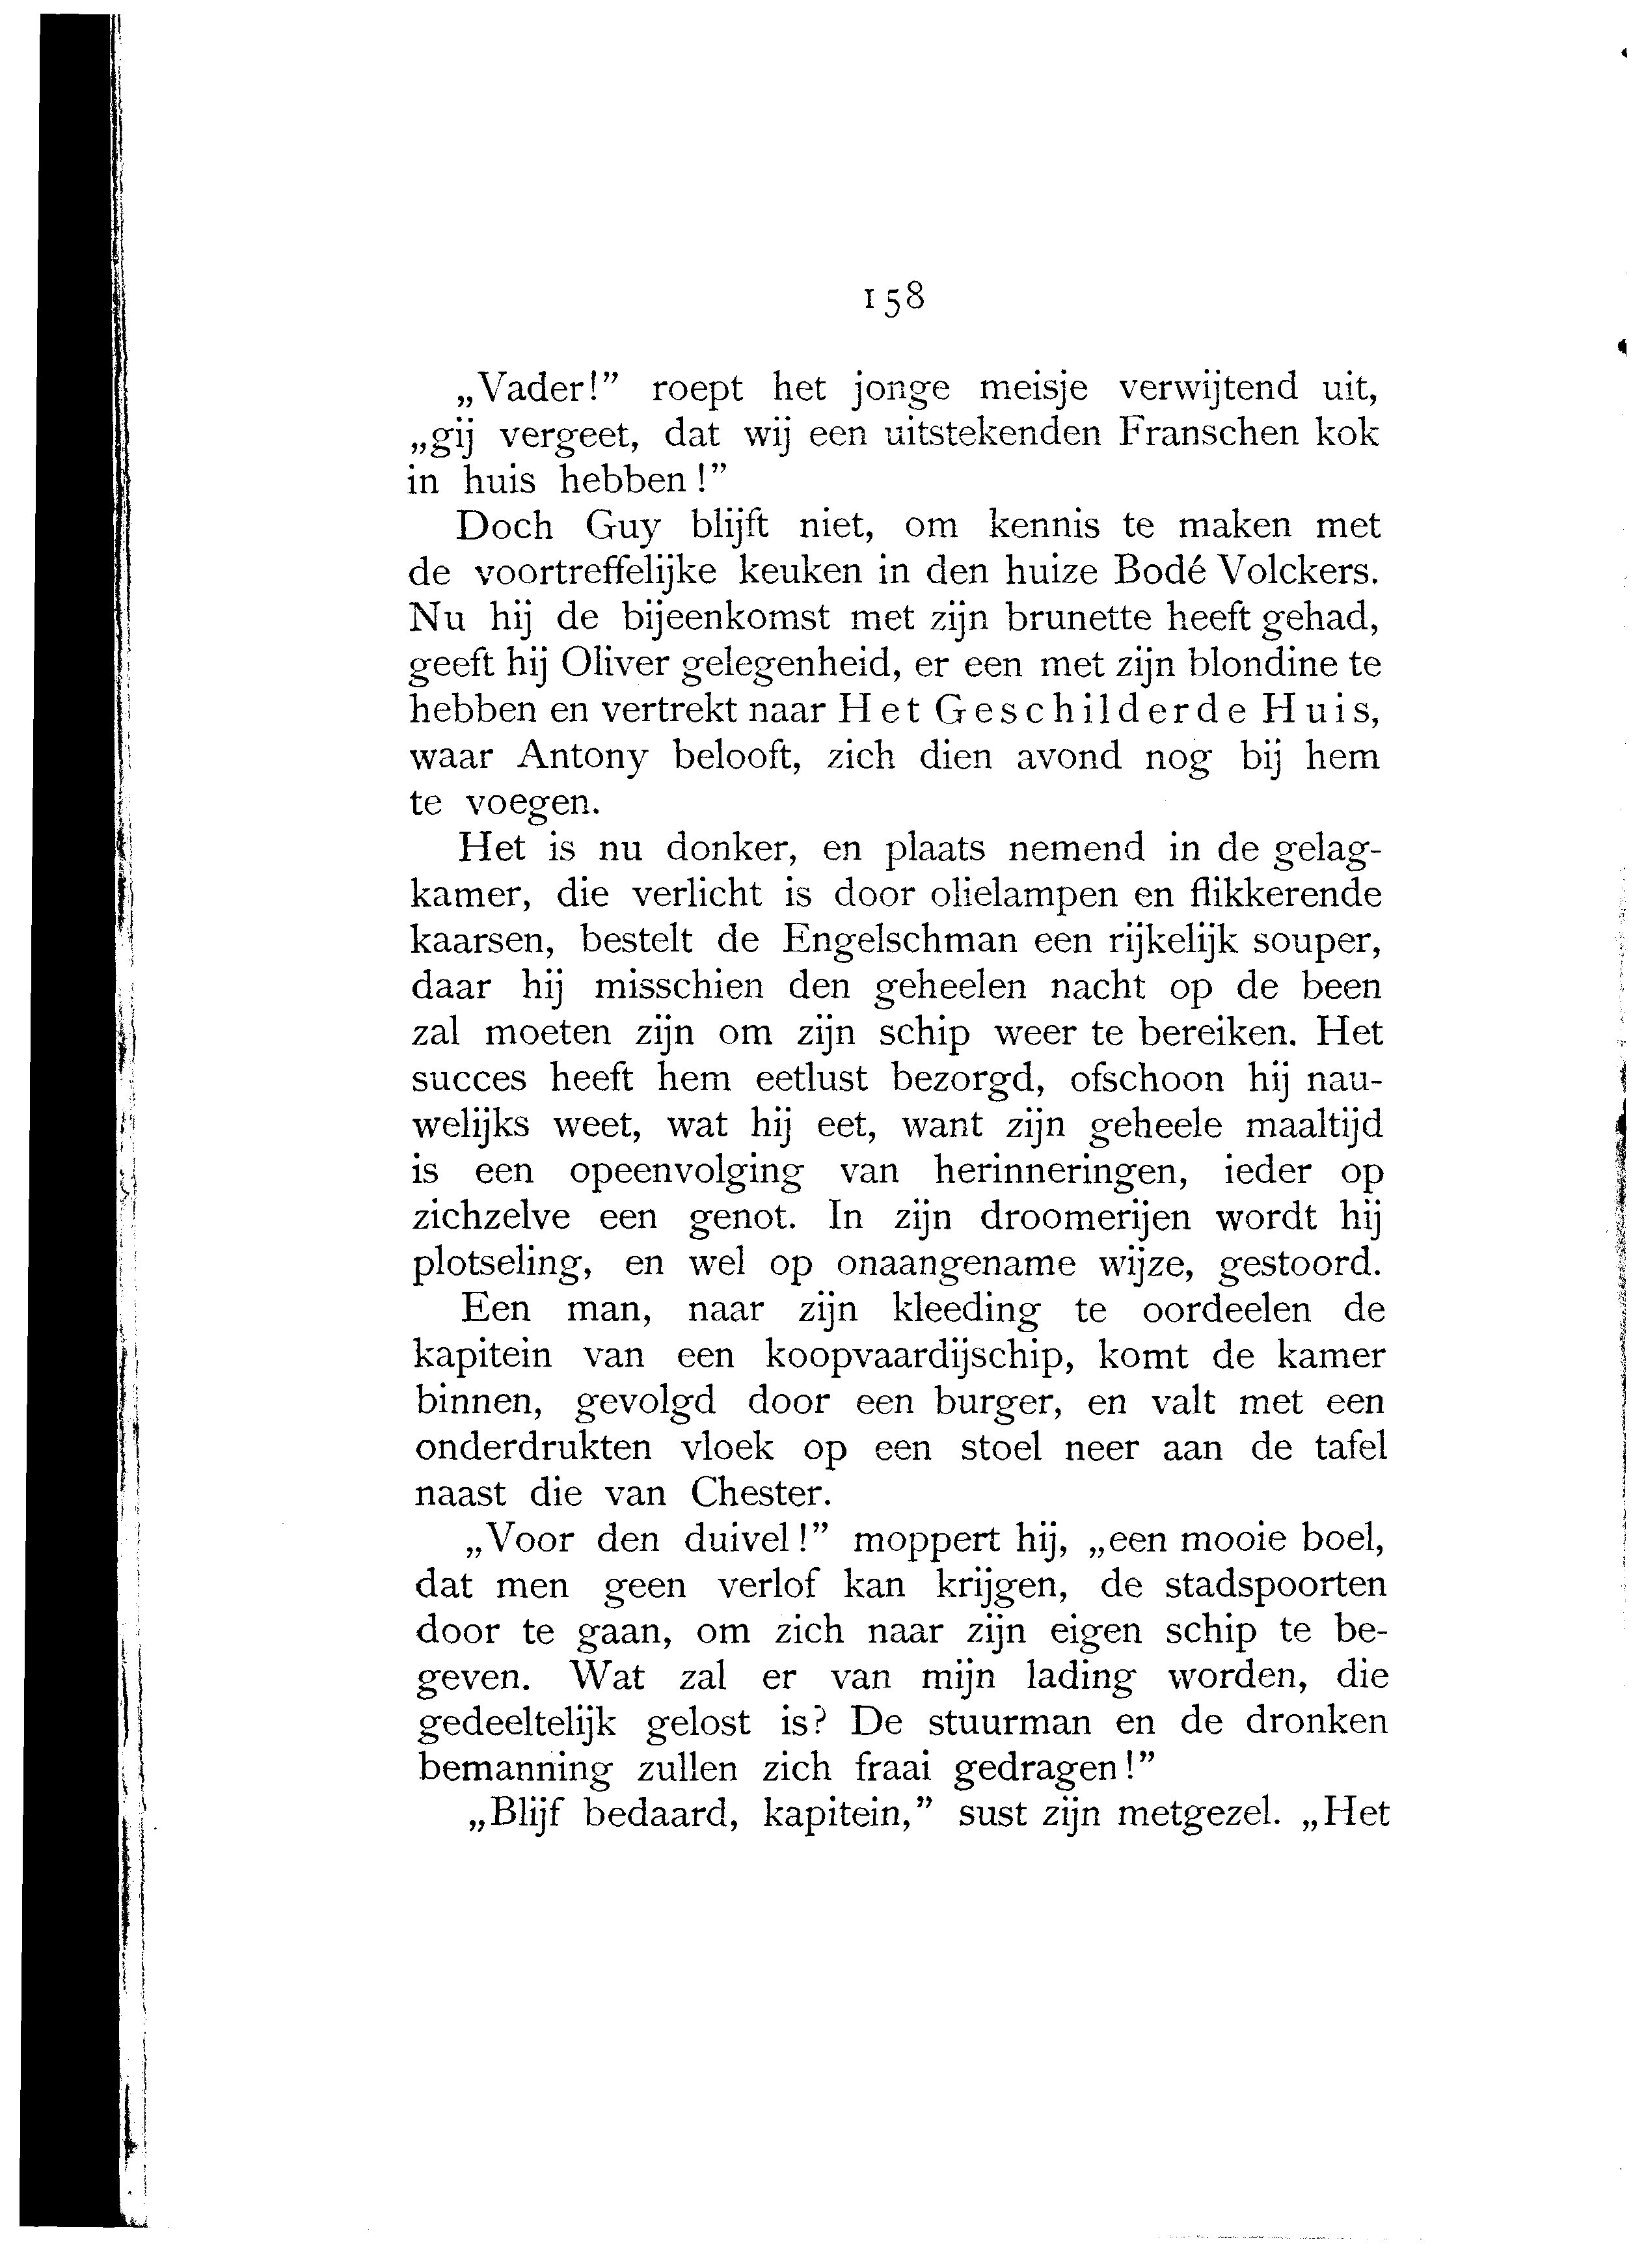 158
„Vader!” roept het jonge meisje verwijtend uit,
„gij vergeet, dat wij een uitstekenden Franschen kok
in huis hebben!”
Doch Guy blijft niet, om kennis te maken met
de voortreffelijke keuken in den huize Bodé Volckers.
Nu hij de bijeenkomst met zijn brunette heeft gehad,
geeft hij Oliver gelegenheid, er een met zijn blondine te
hebben en vertrekt naar Het Geschilderde Huis,
waar Antony belooft, zich dien avond nog bij hem
te voegen.
Het is nu donker, en plaats nemend in de gelag-
kamer, die verlicht is door olielampen en flikkerende
kaarsen, bestelt de Engelschman een rijkelijk souper,
daar hij misschien den geheelen nacht op de been
zal moeten zijn om zijn schip weer te bereiken. Het
succes heeft hem eetlust bezorgd, ofschoon hij nau-
welijks weet, wat hij eet, want zijn geheele maaltijd
is een opeenvolging van herinneringen, ieder op
zichzelve een genot. In zijn droomerijen wordt hij
plotseling, en wel op onaangename wijze, gestoord.
Een man, naar zijn kleeding te oordeelen de
kapitein van een koopvaardijschip, komt de kamer
binnen, gevolgd door een burger, en valt met een
onderdrukten vloek op een stoel neer aan de tafel
naast die van Chester.
„Voor den duivel!” moppert hij, „een mooie boel,
dat men geen verlof kan krijgen, de stadspoorten
door te gaan, om zich naar zijn eigen schip te be-
geven. Wat zal er van mijn lading worden, die
gedeeltelijk gelost is? De stuurman en de dronken
bemanning zullen zich fraai gedragen!”
„Blijf bedaard, kapitein,” sust zijn metgezel. „Het